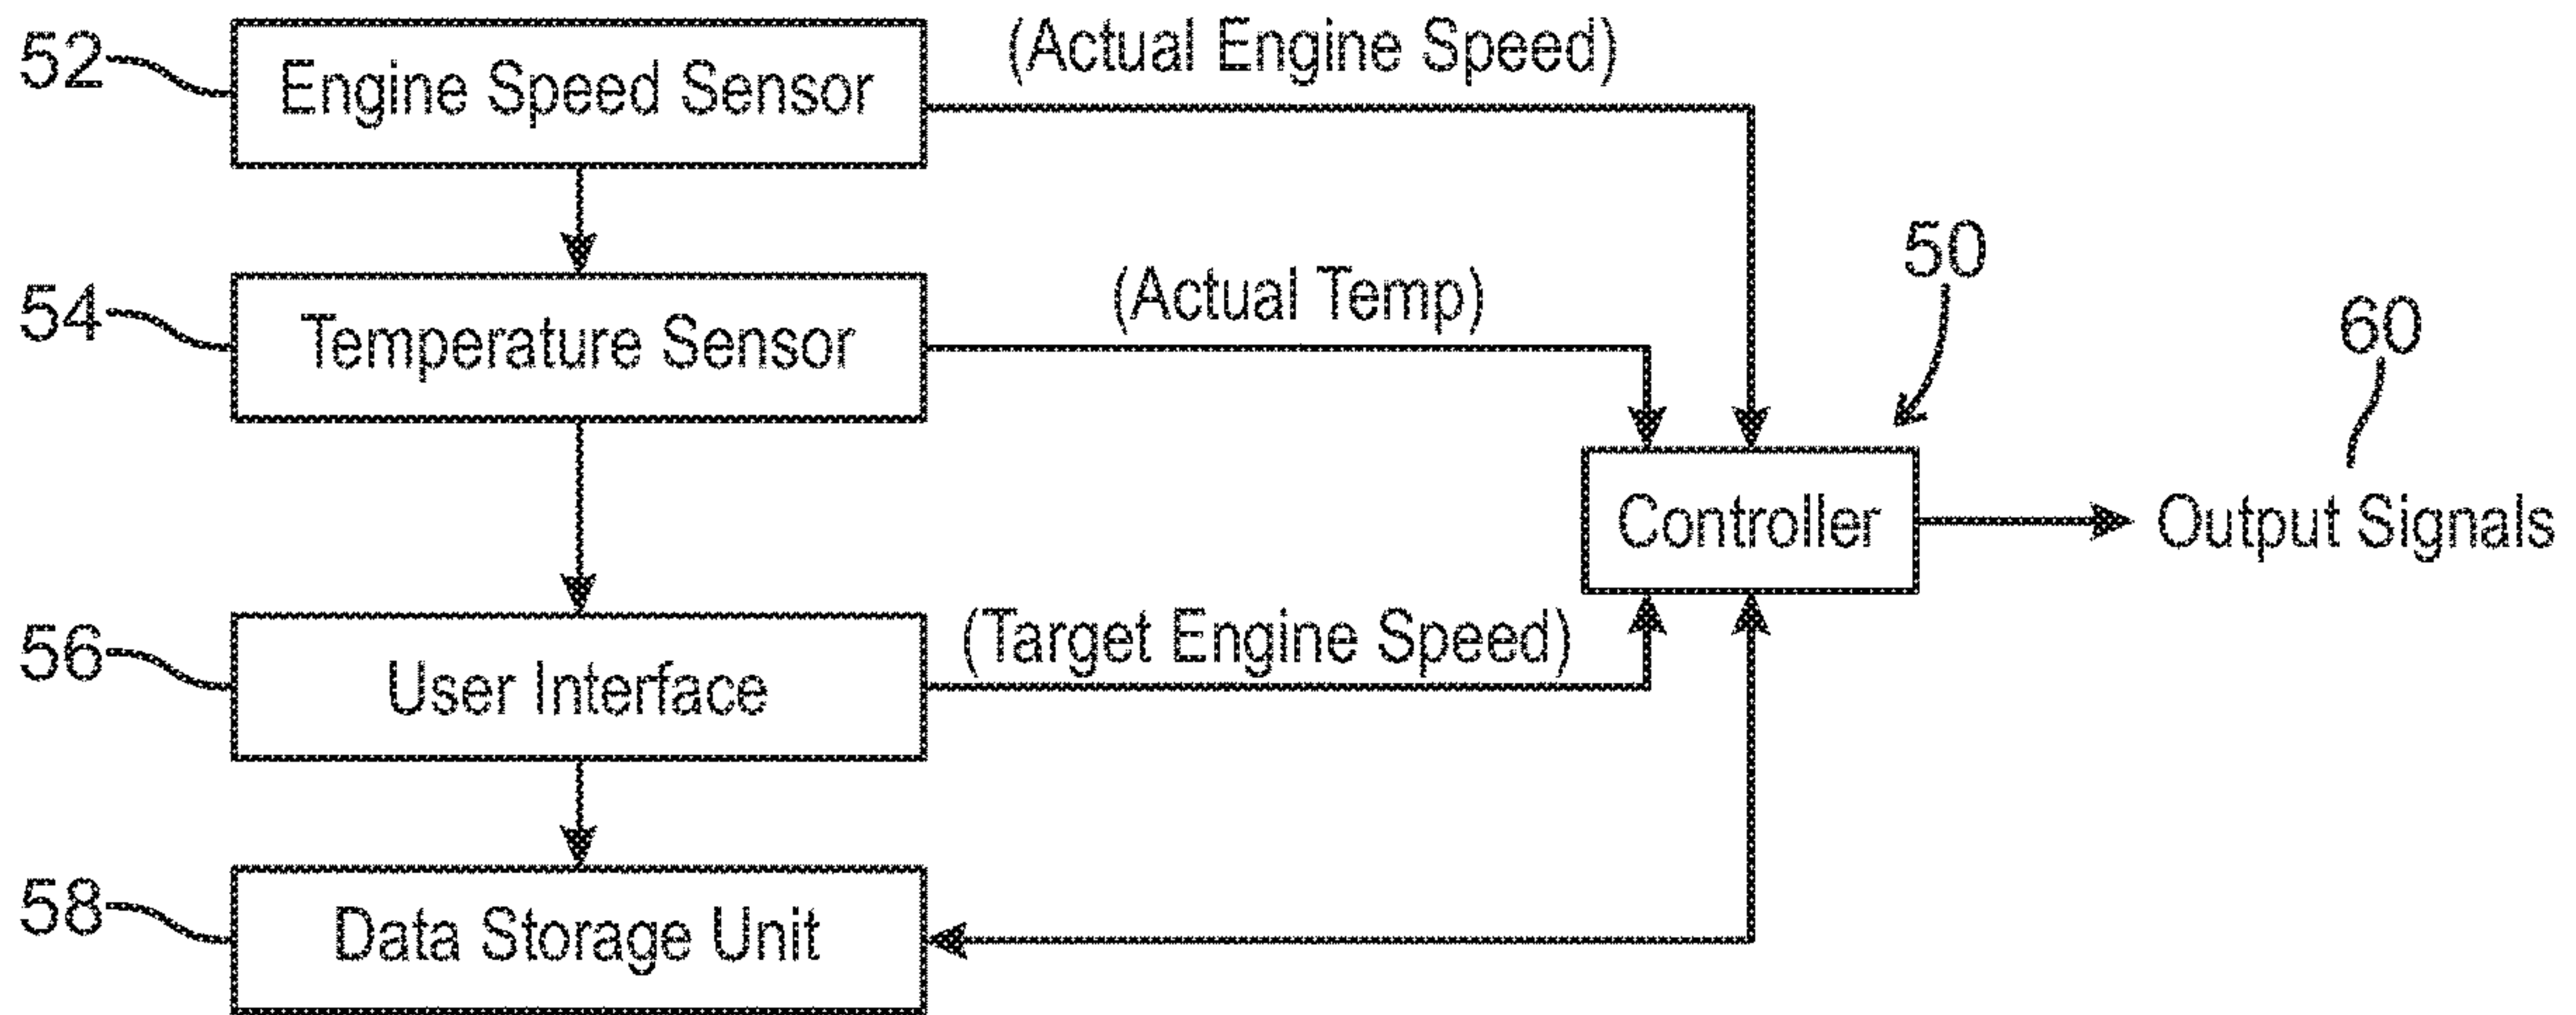 52
Engine Speed Sensor
(Actual Engine Speed)
54
Temperature Sensor
(Actual Temp)
50
60
Controller
Output Signals
56
User Interface
(Target Engine Speed)
58
Data Storage Unit